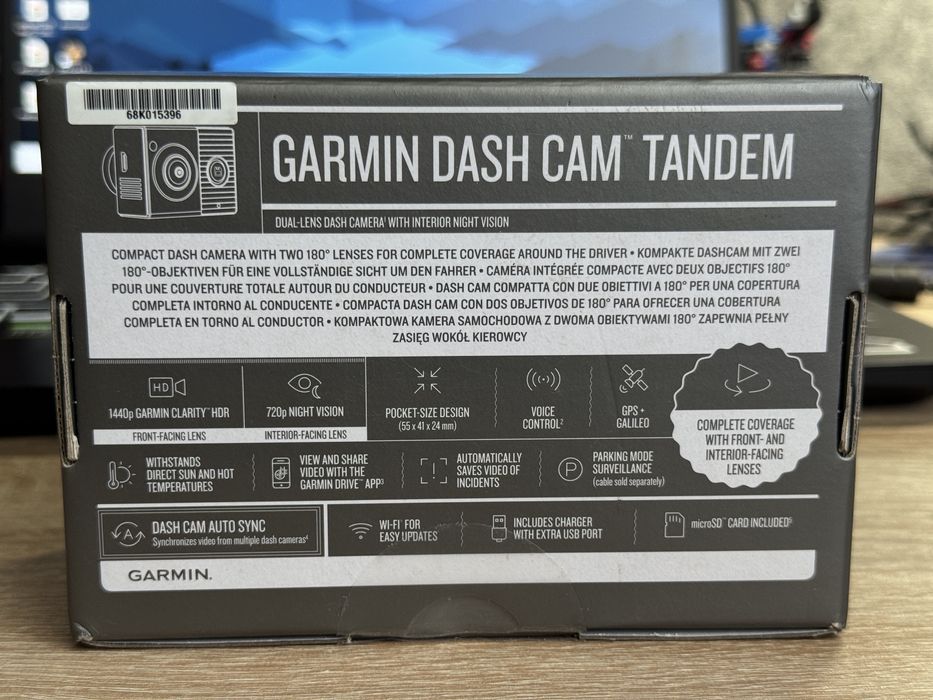 68K015396
GARMIN DASH CAM™ TANDEM
DUAL-LENS DASH CAMERA¹ WITH INTERIOR NIGHT VISION
COMPACT DASH CAMERA WITH TWO 180° LENSES FOR COMPLETE COVERAGE AROUND THE DRIVER • KOMPAKTE DASHCAM MIT ZWEI
180°-OBJEKTIVEN FÜR EINE VOLLSTÄNDIGE SICHT UM DEN FAHRER • CAMÉRA INTÉGRÉE COMPACTE AVEC DEUX OBJECTIFS 180°
POUR UNE COUVERTURE TOTALE AUTOUR DU CONDUCTEUR • DASH CAM COMPATTA CON DUE OBIETTIVI A 180° PER UNA COPERTURA
COMPLETA INTORNO AL CONDUCENTE • COMPACTA DASH CAM CON DOS OBJETIVOS DE 180° PARA OFRECER UNA COBERTURA
COMPLETA EN TORNO AL CONDUCTOR • KOMPAKTOWA KAMERA SAMOCHODOWA Z DWOMA OBIEKTYWAMI 180° ZAPEWNIA PEŁNY
ZASIĘG WOKÓŁ KIEROWCY
HD
1440p GARMIN CLARITY™ HDR
FRONT-FACING LENS
720p NIGHT VISION
INTERIOR-FACING LENS
POCKET-SIZE DESIGN
(55 x 41 x 24 mm)
VOICE
CONTROL²
GPS +
GALILEO
COMPLETE COVERAGE
WITH FRONT- AND
INTERIOR-FACING
LENSES
WITHSTANDS
DIRECT SUN AND HOT
TEMPERATURES
VIEW AND SHARE
VIDEO WITH THE
GARMIN DRIVE™ APP³
AUTOMATICALLY
SAVES VIDEO OF
INCIDENTS
P
PARKING MODE
SURVEILLANCE
(cable sold separately)
A
DASH CAM AUTO SYNC
Synchronizes video from multiple dash cameras⁴
WI-FI® FOR
EASY UPDATES
INCLUDES CHARGER
WITH EXTRA USB PORT
microSD™ CARD INCLUDED⁵
GARMIN.